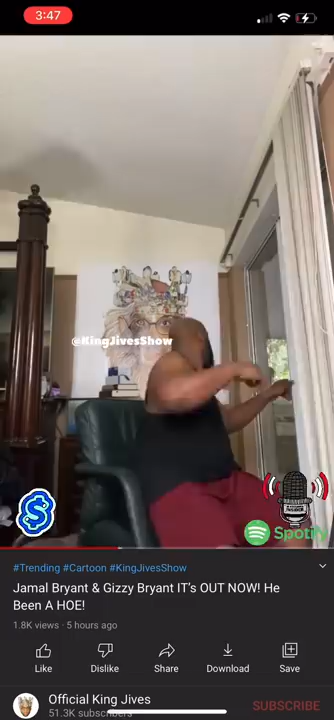 3:47
@KingJivesShow
Spotify
#Trending #Cartoon #KingJivesShow
Jamal Bryant & Gizzy Bryant IT's OUT NOW! He
Been A HOE!
1.8K views · 5 hours ago
Like
Dislike
Share
Download
Save
Official King Jives
51.3K subscribers
SUBSCRIBE